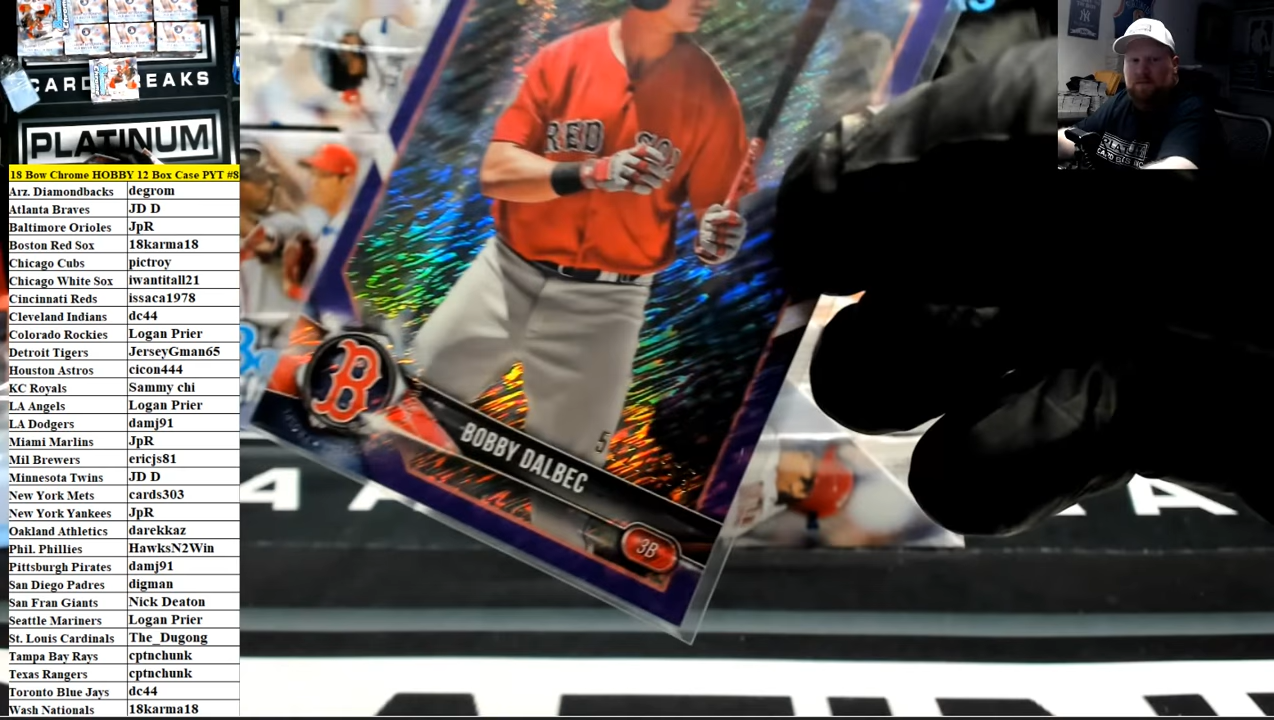 CARD BREAKS
PLATINUM
18 Bow Chrome HOBBY 12 Box Case PYT #8
Arz. Diamondbacks degrom
Atlanta Braves JD D
Baltimore Orioles JpR
Boston Red Sox 18karma18
Chicago Cubs pictroy
Chicago White Sox iwantitall21
Cincinnati Reds issaca1978
Cleveland Indians dc44
Colorado Rockies Logan Prier
Detroit Tigers JerseyGman65
Houston Astros cicon444
KC Royals Sammy chi
LA Angels Logan Prier
LA Dodgers damj91
Miami Marlins JpR
Mil Brewers ericjs81
Minnesota Twins JD D
New York Mets cards303
New York Yankees JpR
Oakland Athletics darekkaz
Phil. Phillies HawksN2Win
Pittsburgh Pirates damj91
San Diego Padres digman
San Fran Giants Nick Deaton
Seattle Mariners Logan Prier
St. Louis Cardinals The_Dugong
Tampa Bay Rays cptnchunk
Texas Rangers cptnchunk
Toronto Blue Jays dc44
Wash Nationals 18karma18
RED SOX
B
5
BOBBY DALBEC
3B
PLATINUM